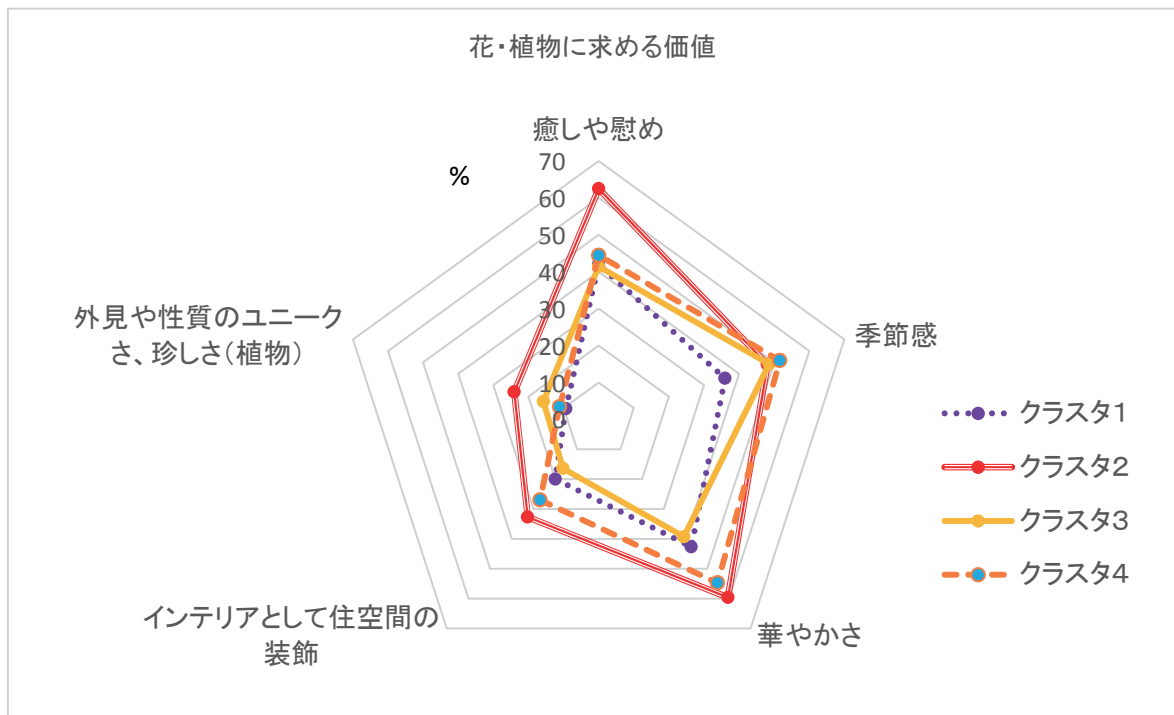 花・植物に求める価値
癒しや慰め
%
70
60
50
40
30
20
10
0
季節感
華やかさ
インテリアとして住空間の
装飾
外見や性質のユニーク
さ、珍しさ（植物）
クラスタ１
クラスタ２
クラスタ３
クラスタ４